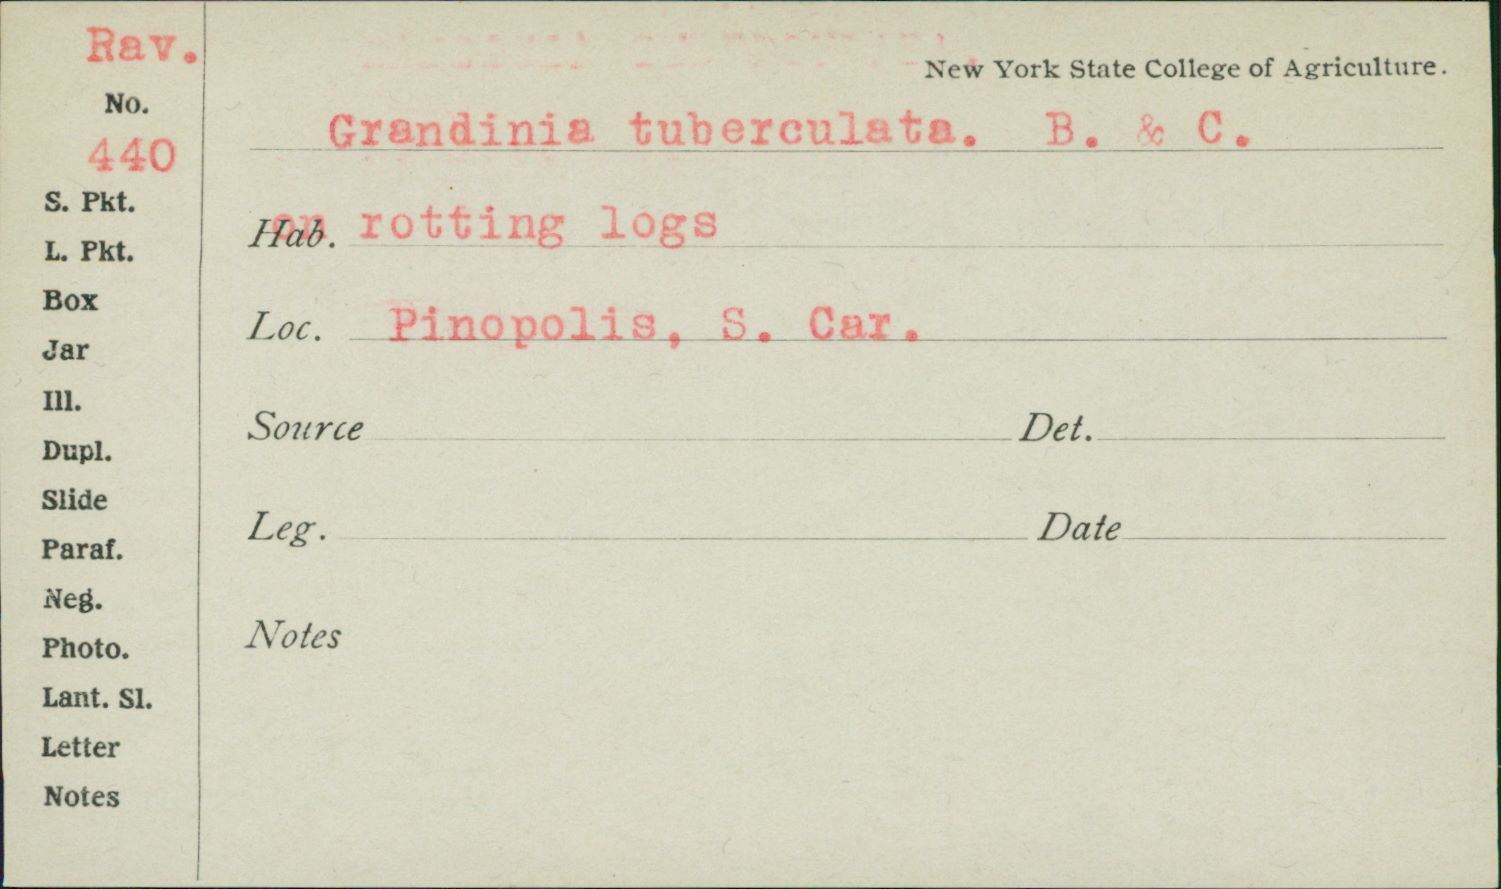 Rav.
No.
440
S. Pkt.
L. Pkt.
Box
Jar
Ill.
Dupl.
Slide
Paraf.
Neg.
Photo.
Lant. Sl.
Letter
Notes
New York State College of Agriculture.
Grandinia tuberculata. B. & C.
Hab. on rotting logs
Loc. Pinopolis, S. Car.
Source Det.
Leg. Date
Notes